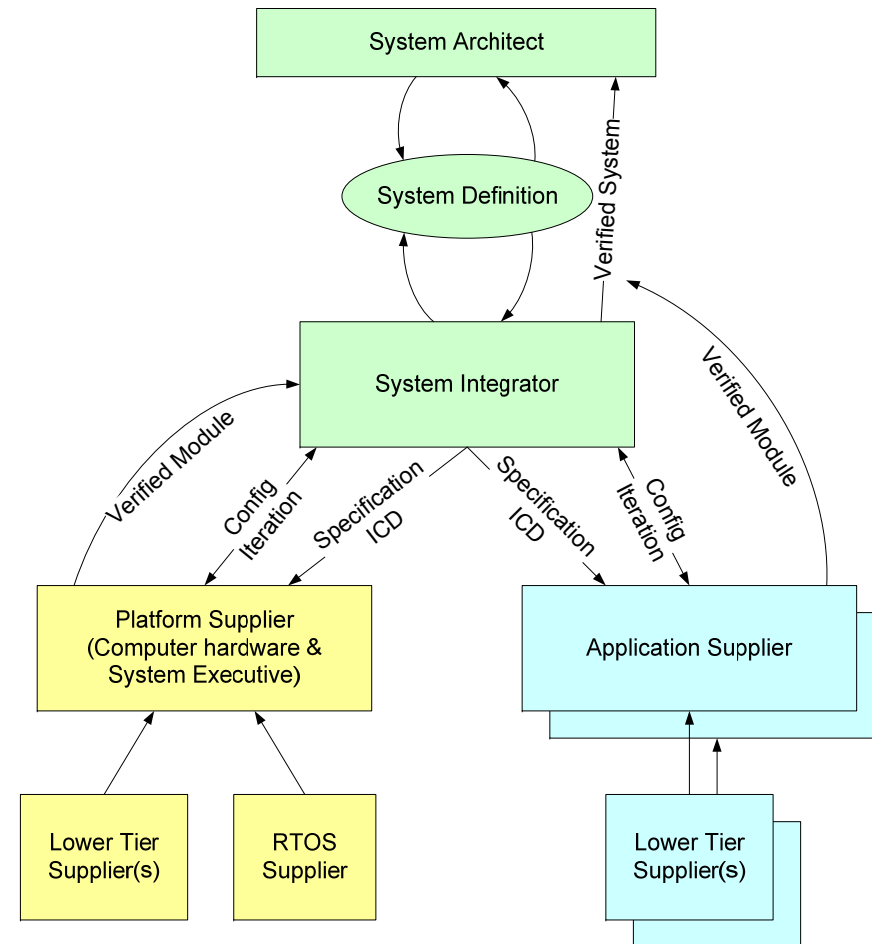 System Architect
System Definition
Verified System
System Integrator
Verified Module
Config
Iteration
Specification
ICD
Specification
ICD
Config
Iteration
Verified Module
Platform Supplier
(Computer hardware &
System Executive)
Application Supplier
Lower Tier
Supplier(s)
RTOS
Supplier
Lower Tier
Supplier(s)